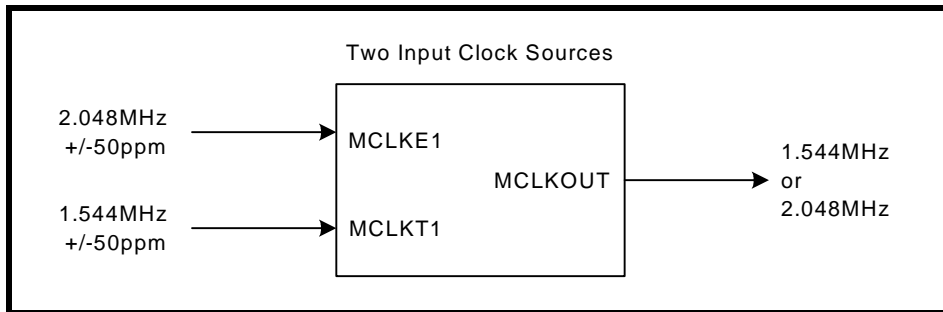 Two Input Clock Sources
2.048MHz
+/-50ppm
MCLKE1
1.544MHz
+/-50ppm
MCLKT1
MCLKOUT
1.544MHz
or
2.048MHz